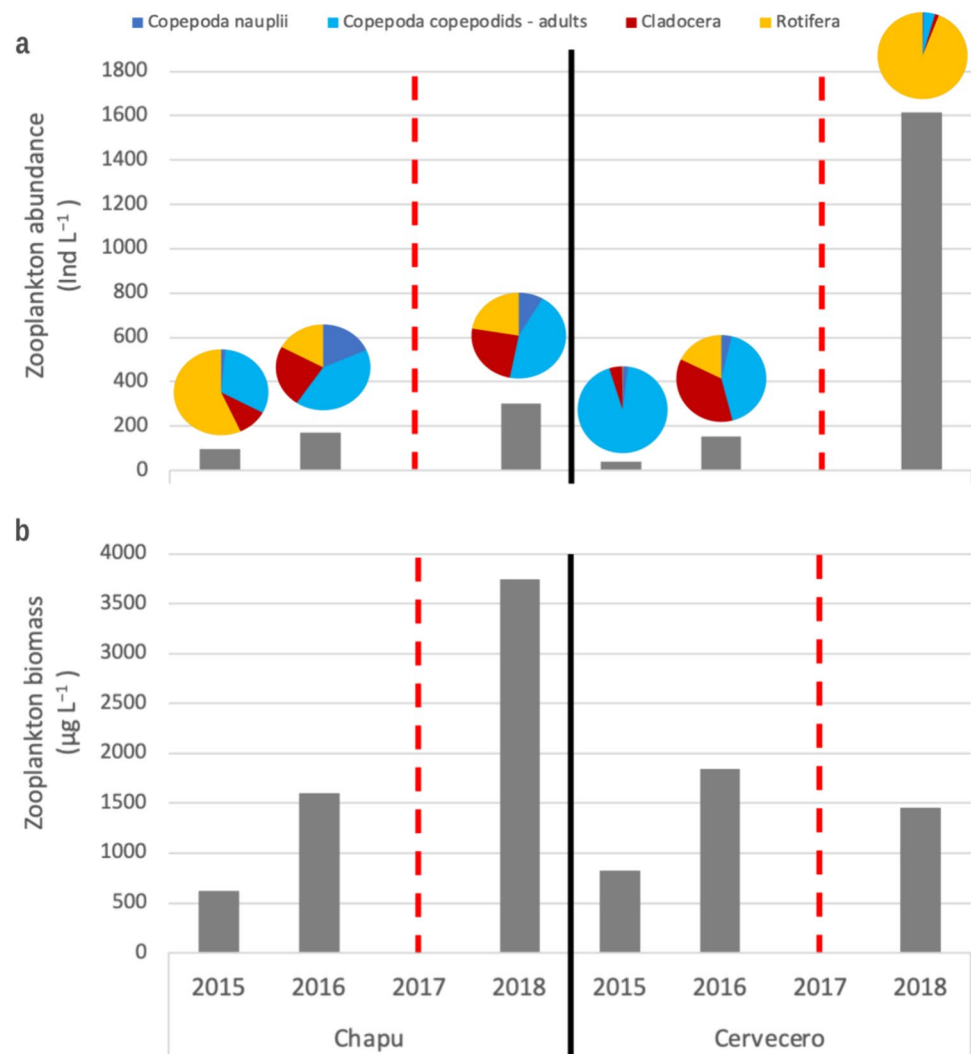 Copepoda nauplii Copepoda copepodids - adults Cladocera Rotifera
a
Zooplankton abundance
(Ind L⁻¹)
1800
1600
1400
1200
1000
800
600
400
200
0
b
Zooplankton biomass
(µg L⁻¹)
4000
3500
3000
2500
2000
1500
1000
500
0
2015 2016 2017 2018 2015 2016 2017 2018
Chapu Cervecero